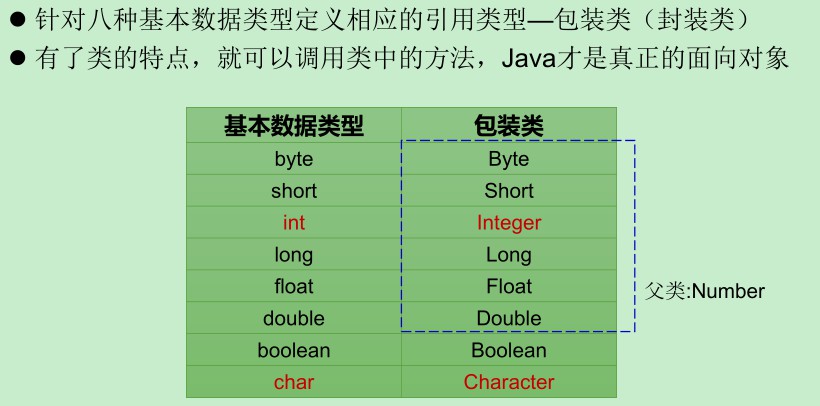 ● 针对八种基本数据类型定义相应的引用类型—包装类（封装类）
● 有了类的特点，就可以调用类中的方法，Java才是真正的面向对象
基本数据类型 包装类
byte Byte
short Short
int Integer
long Long
float Float
double Double
boolean Boolean
char Character
父类:Number